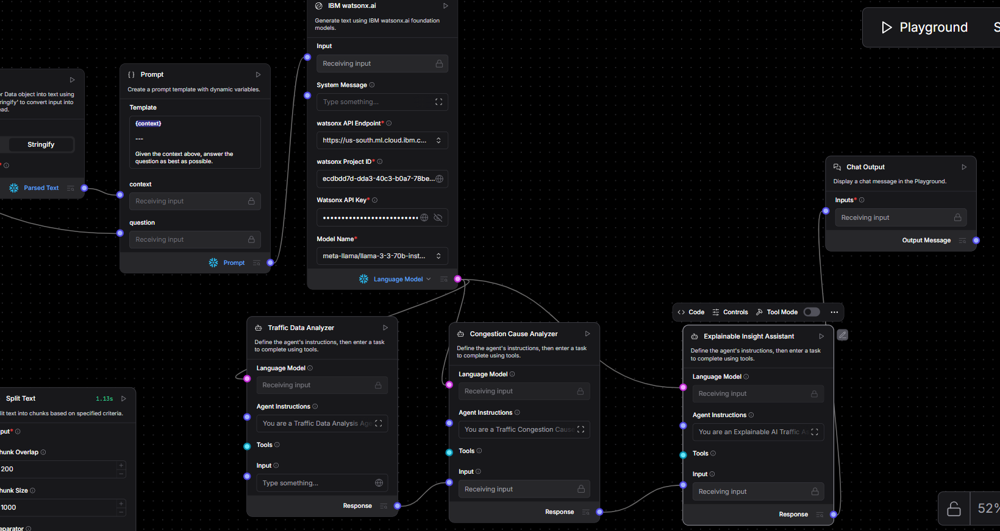 r Data object into text using
ringify' to convert input into
ead.
Stringify
*
Parsed Text
Prompt
Create a prompt template with dynamic variables.
Template
{context}
---
Given the context above, answer the
question as best as possible.
context
Receiving input
question
Receiving input
Prompt
IBM watsonx.ai
Generate text using IBM watsonx.ai foundation
models.
Input
Receiving input
System Message
Type something...
watsonx API Endpoint*
https://us-south.ml.cloud.ibm.c...
watsonx Project ID*
ecdbdd7d-dda3-40c3-b0a7-78be...
Watsonx API Key*
Model Name*
meta-llama/llama-3-3-70b-inst...
Language Model
Playground
S
Chat Output
Display a chat message in the Playground.
Inputs*
Receiving input
Output Message
Split Text
1.13s
lit text into chunks based on specified criteria.
put*
hunk Overlap
200
hunk Size
1000
eparator
Traffic Data Analyzer
Define the agent's instructions, then enter a task
to complete using tools.
Language Model
Receiving input
Agent Instructions
You are a Traffic Data Analysis Age
Tools
Input
Type something...
Response
Congestion Cause Analyzer
Define the agent's instructions, then enter a task
to complete using tools.
Language Model
Receiving input
Agent Instructions
You are a Traffic Congestion Cause
Tools
Input
Receiving input
Response
Code
Controls
Tool Mode
Explainable Insight Assistant
Define the agent's instructions, then enter a task
to complete using tools.
Language Model
Receiving input
Agent Instructions
You are an Explainable AI Traffic A
Tools
Input
Receiving input
Response
52%